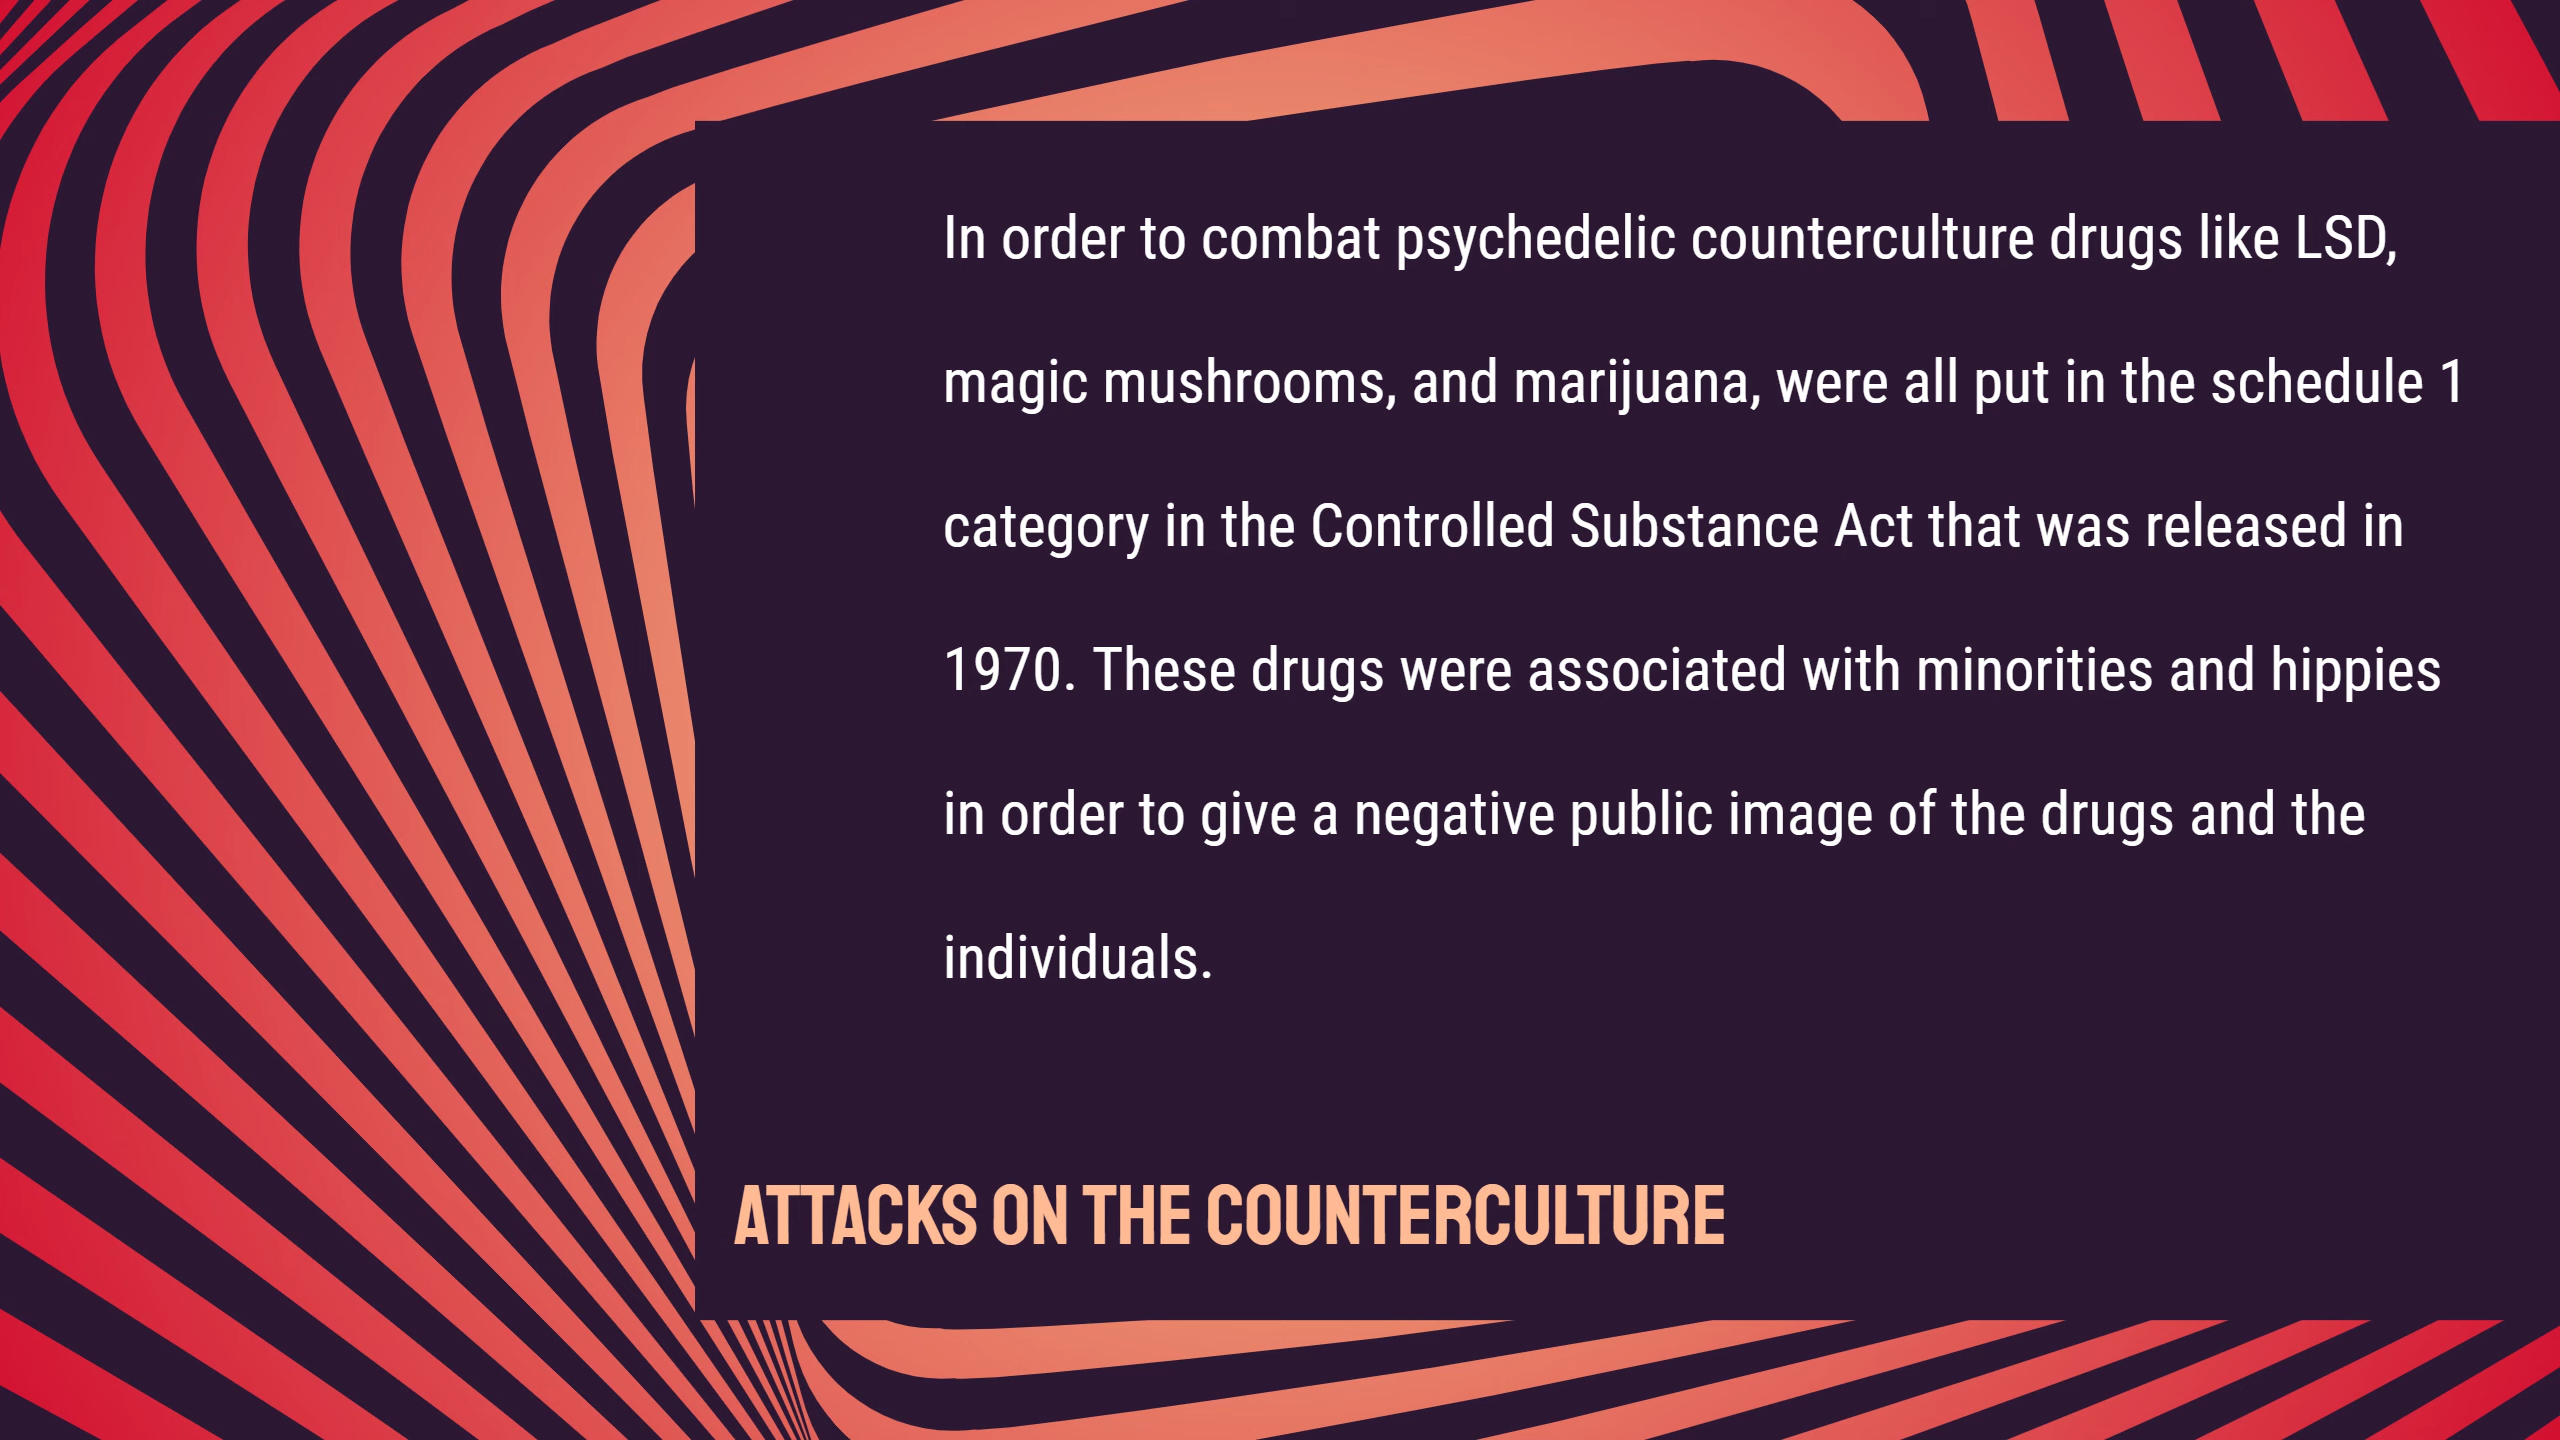 In order to combat psychedelic counterculture drugs like LSD,
magic mushrooms, and marijuana, were all put in the schedule 1
category in the Controlled Substance Act that was released in
1970. These drugs were associated with minorities and hippies
in order to give a negative public image of the drugs and the
individuals.
ATTACKS ON THE COUNTERCULTURE